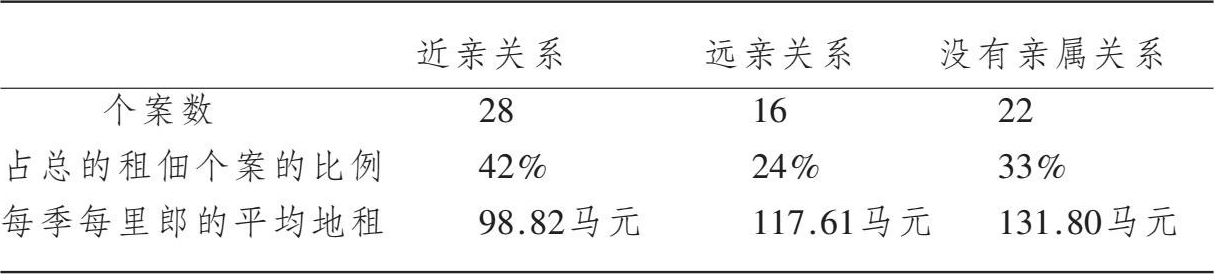 近亲关系 远亲关系 没有亲属关系
个案数 28 16 22
占总的租佃个案的比例 42% 24% 33%
每季每里郎的平均地租 98.82马元 117.61马元 131.80马元